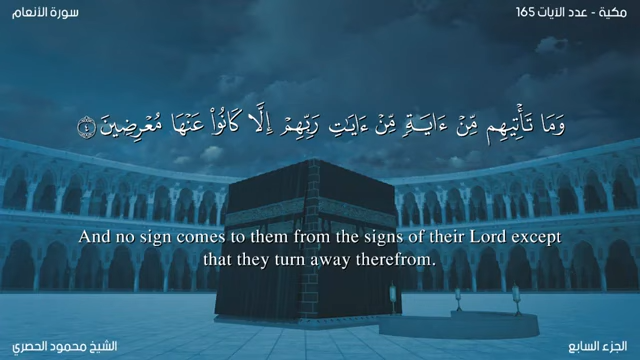 مكية - عدد الآيات 165
سورة الأنعام
وَمَا تَأْتِيهِم مِّنْ ءَايَةٍ مِّنْ ءَايَٰتِ رَبِّهِمْ إِلَّا كَانُوا۟ عَنْهَا مُعْرِضِينَ ٤
And no sign comes to them from the signs of their Lord except
that they turn away therefrom.
الجزء السابع
الشيخ محمود الحصري